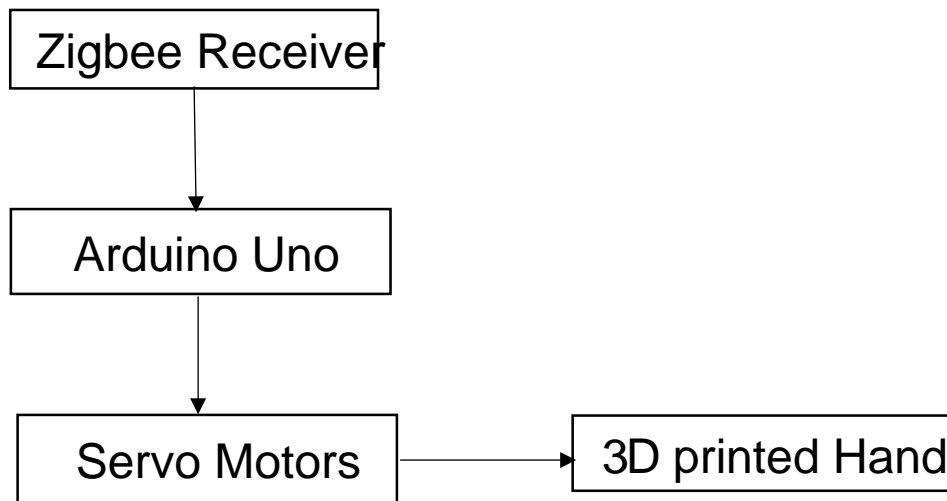 Zigbee Receiver
Arduino Uno
Servo Motors
3D printed Hand